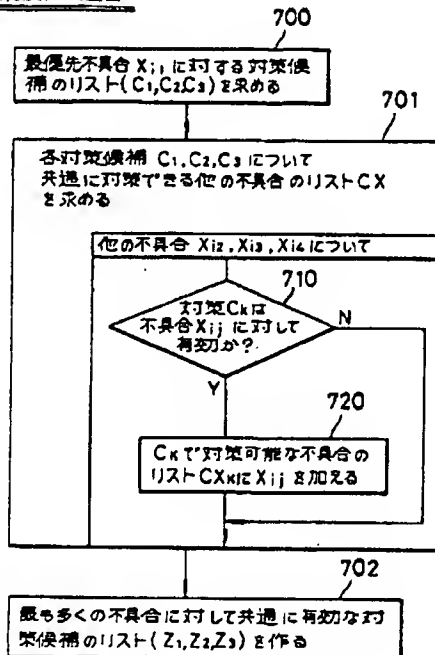 700
最優先不具合 Xi1 に対する対策候
補のリスト(C1,C2,C3)を求める
701
各対策候補 C1,C2,C3 について
共通に対策できる他の不具合のリストCX
を求める
他の不具合 Xi2,Xi3,Xi4 について
710
対策Ckは
不具合Xijに対して
有効か?
N
Y
720
CKで対策可能な不具合の
リストCXKにXijを加える
702
最も多くの不具合に対して共通に有効な対
策候補のリスト(Z1,Z2,Z3)を作る